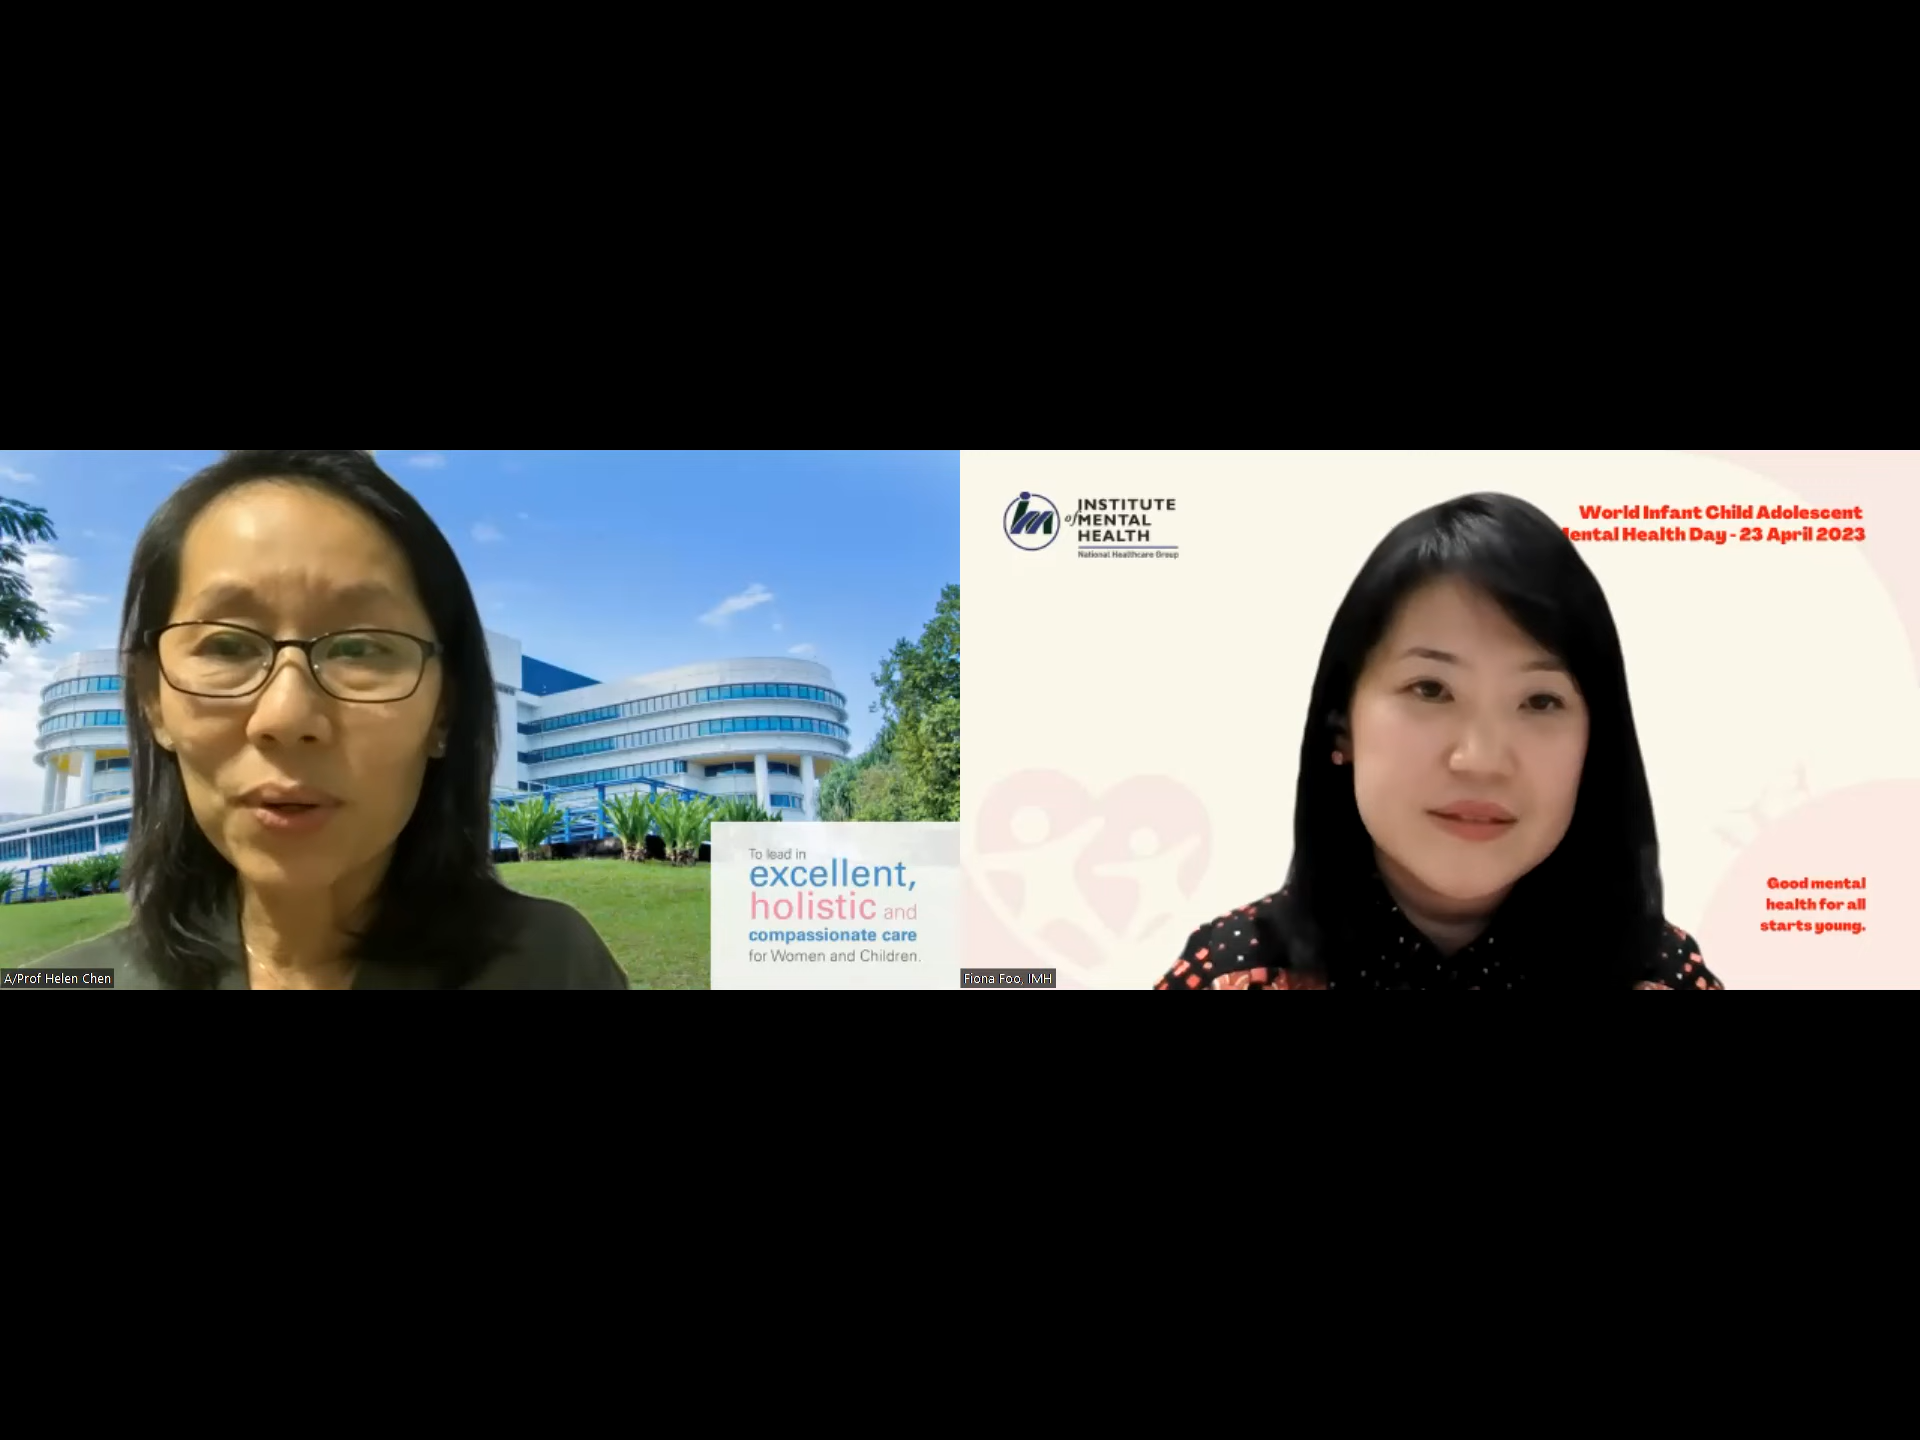 To lead in
excellent,
holistic and
compassionate care
for Women and Children.
A/Prof Helen Chen
im
INSTITUTE
of MENTAL
HEALTH
National Healthcare Group
World Infant Child Adolescent
ental Health Day - 23 April 2023
Good mental
health for all
starts young.
Fiona Foo, IMH